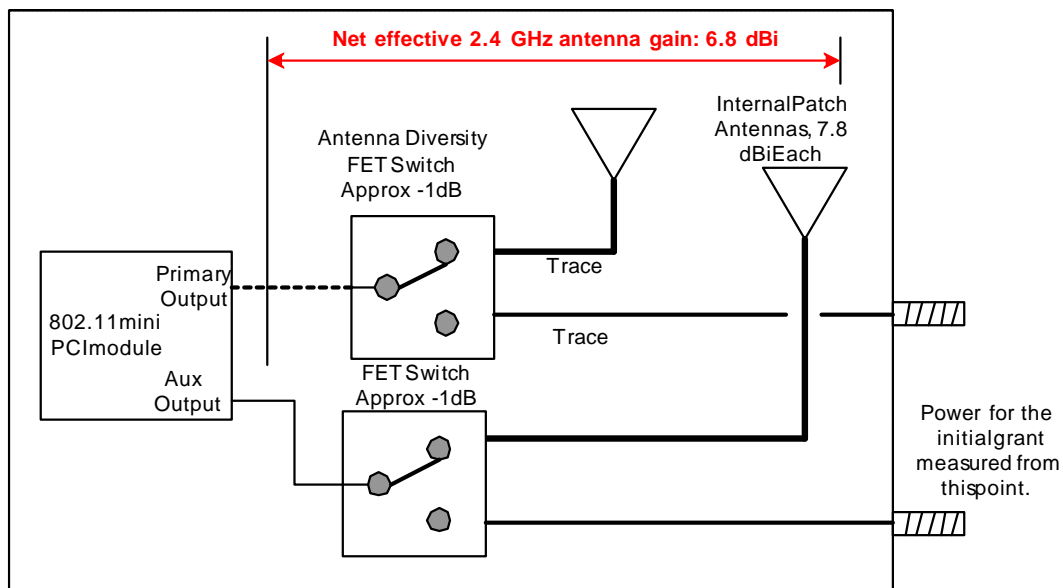 Net effective 2.4 GHz antenna gain: 6.8 dBi
InternalPatch
Antennas, 7.8
dBiEach
Antenna Diversity
FET Switch
Approx -1dB
Primary
Output
802.11mini
PCImodule
Aux
Output
Trace
Trace
FET Switch
Approx -1dB
Power for the
initialgrant
measured from
thispoint.